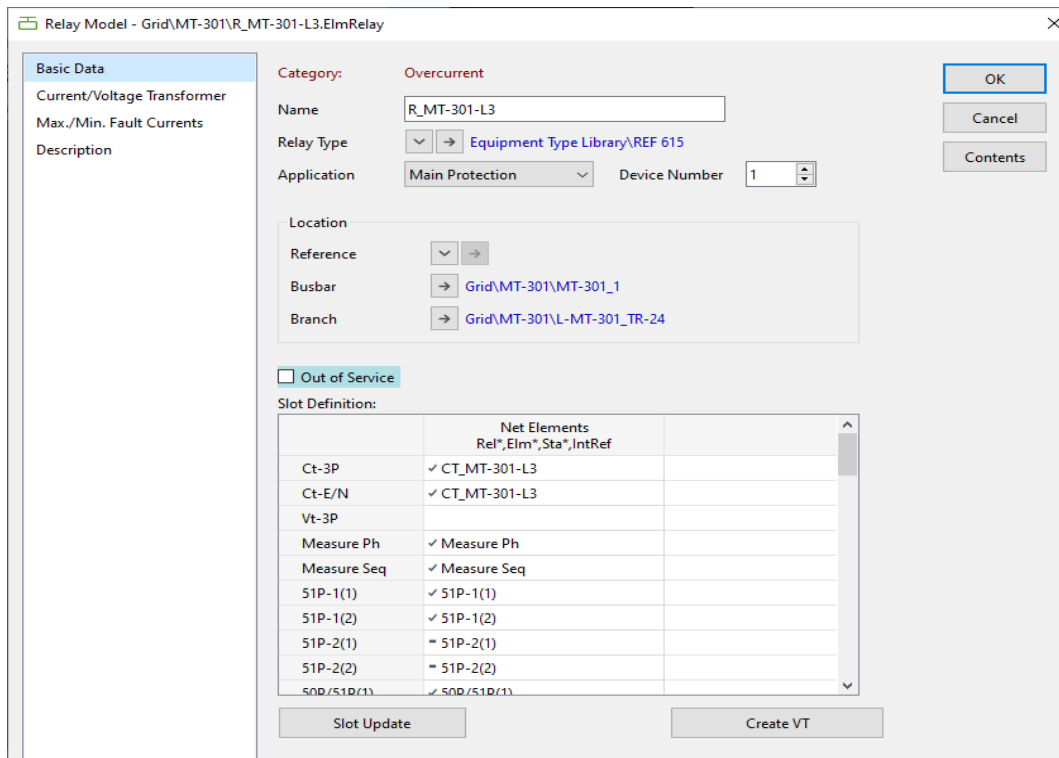 Relay Model - Grid\MT-301\R_MT-301-L3.ElmRelay
Basic Data
Current/Voltage Transformer
Max./Min. Fault Currents
Description
Category: Overcurrent
Name R_MT-301-L3
Relay Type Equipment Type Library\REF 615
Application Main Protection Device Number 1
Location
Reference
Busbar Grid\MT-301\MT-301_1
Branch Grid\MT-301\L-MT-301_TR-24
Out of Service
Slot Definition:
Net Elements
Rel*,Elm*,Sta*,IntRef
Ct-3P CT_MT-301-L3
Ct-E/N CT_MT-301-L3
Vt-3P
Measure Ph Measure Ph
Measure Seq Measure Seq
51P-1(1) 51P-1(1)
51P-1(2) 51P-1(2)
51P-2(1) 51P-2(1)
51P-2(2) 51P-2(2)
50P/51P(1) 50P/51P(1)
Slot Update Create VT
OK
Cancel
Contents